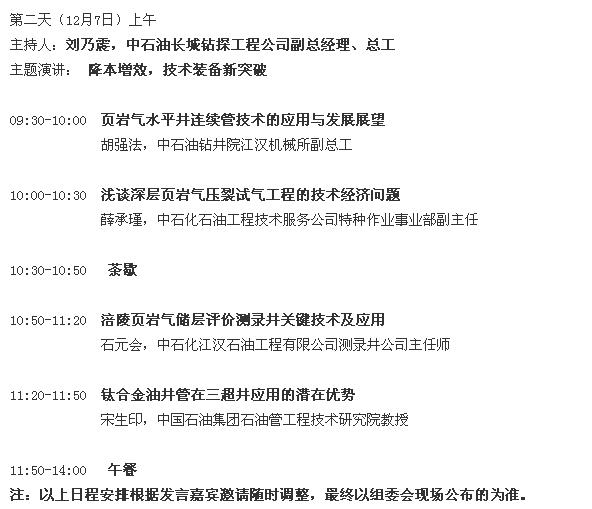 第二天（12月7日）上午
主持人：刘乃震，中石油长城钻探工程公司副总经理、总工
主题演讲： 降本增效，技术装备新突破
09:30-10:00 页岩气水平井连续管技术的应用与发展展望
胡强法，中石油钻井院江汉机械所副总工
10:00-10:30 浅谈深层页岩气压裂试气工程的技术经济问题
薛承瑾，中石化石油工程技术服务公司特种作业事业部副主任
10:30-10:50 茶歇
10:50-11:20 涪陵页岩气储层评价测录井关键技术及应用
石元会，中石化江汉石油工程有限公司测录井公司主任师
11:20-11:50 钛合金油井管在三超井应用的潜在优势
宋生印，中国石油集团石油管工程技术研究院教授
11:50-14:00 午餐
注：以上日程安排根据发言嘉宾邀请随时调整，最终以组委会现场公布的为准。